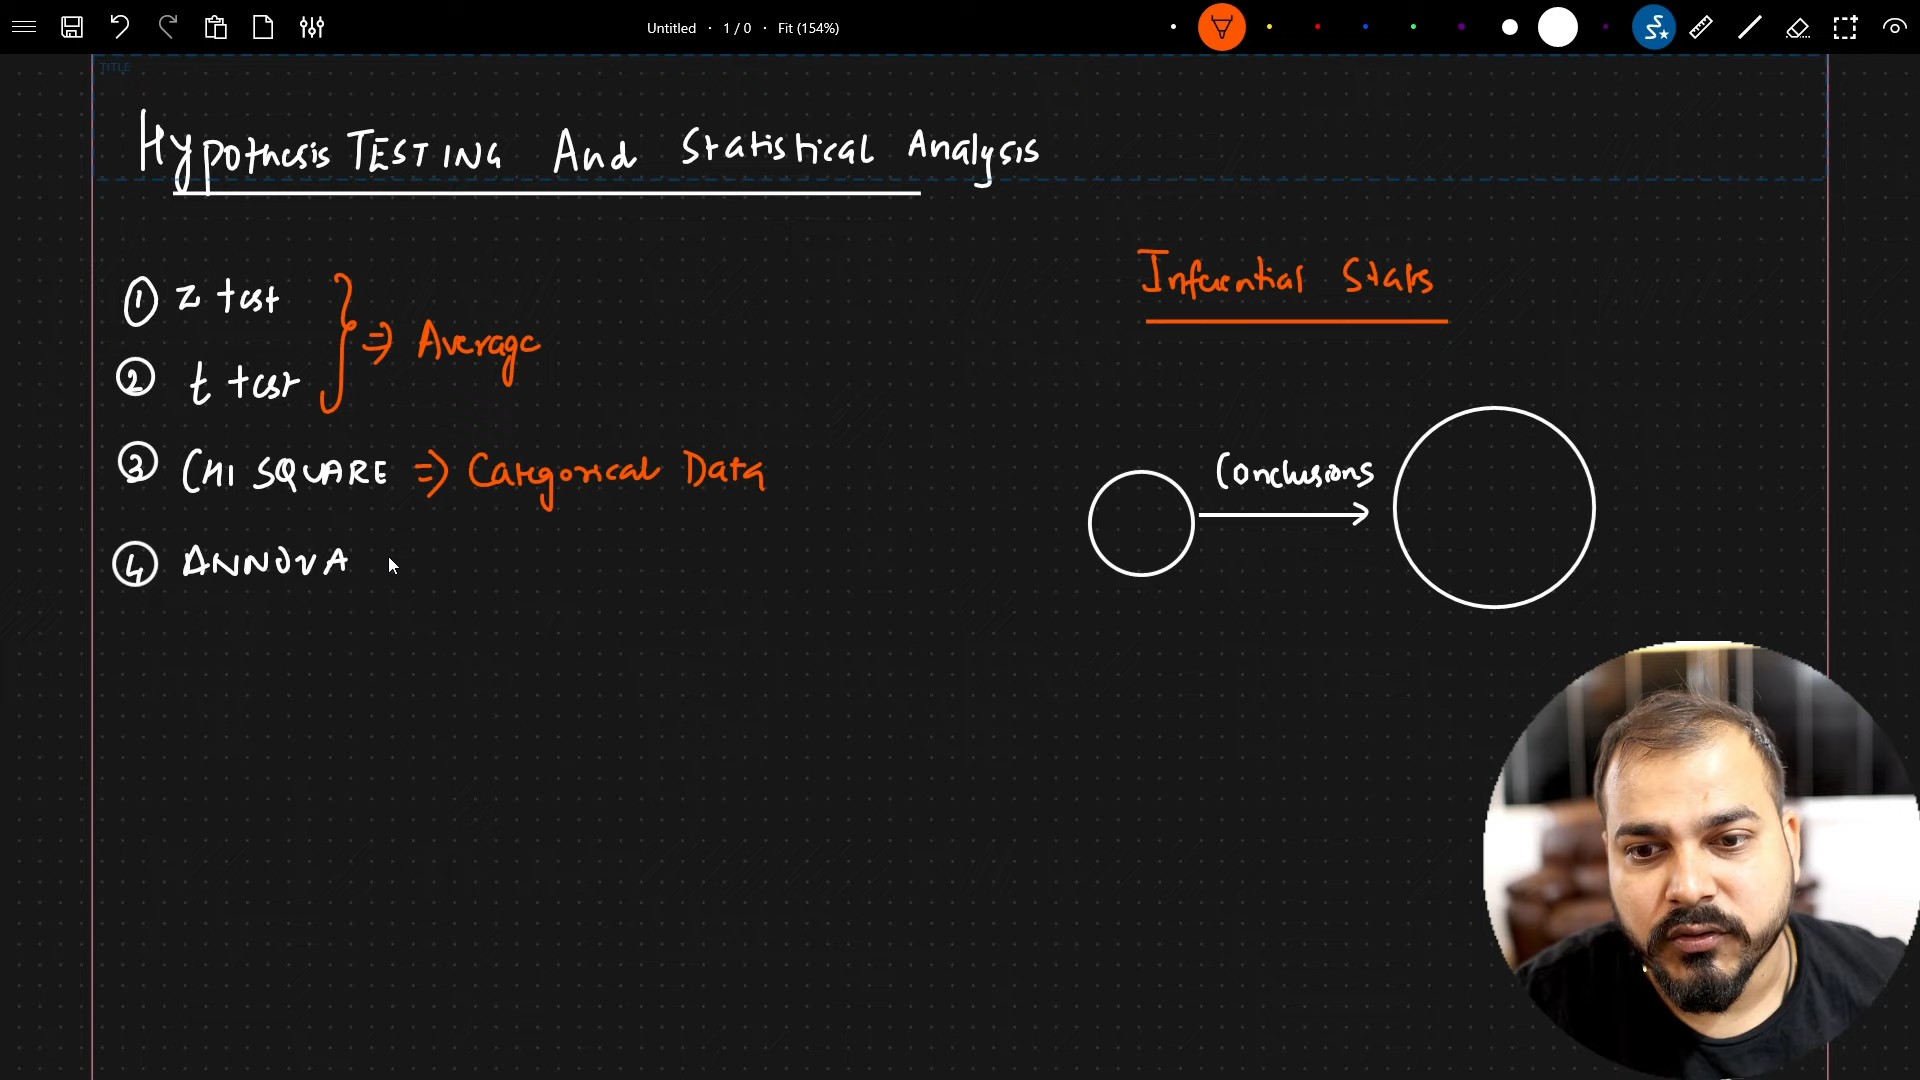 Untitled · 1 / 0 · Fit (154%)
TITLE
Hypothesis TESTING And Statistical Analysis
Inferential Stats
① z test
⇒ Average
② t test
③ CHI SQUARE ⇒ Categorical Data
Conclusions
④ ANNOVA